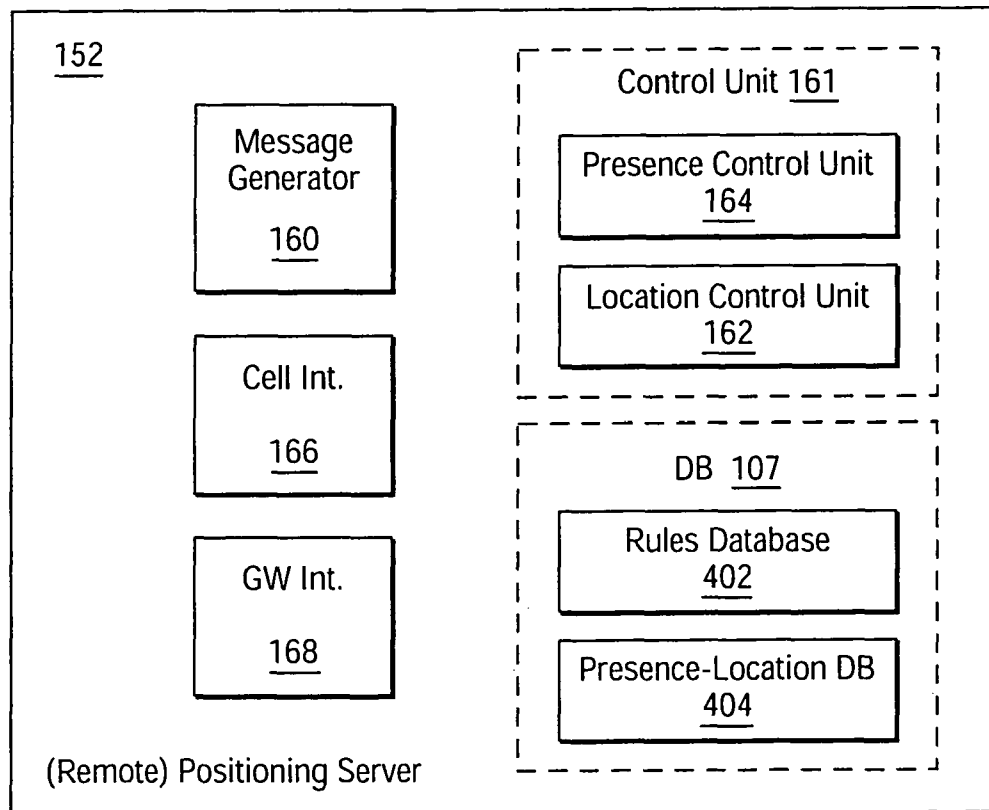 152
Message
Generator
160
Cell Int.
166
GW Int.
168
(Remote) Positioning Server
Control Unit 161
Presence Control Unit
164
Location Control Unit
162
DB 107
Rules Database
402
Presence-Location DB
404